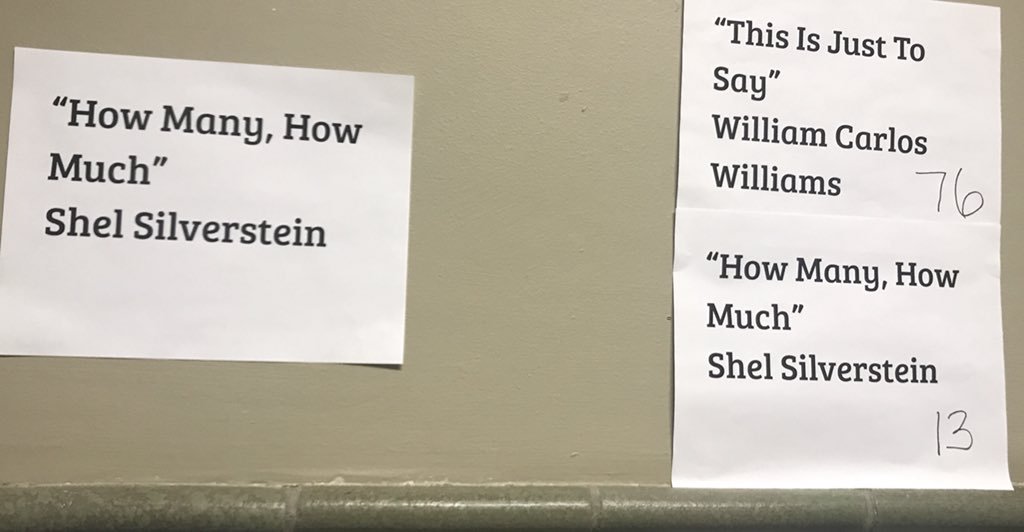 “How Many, How
Much”
Shel Silverstein
“This Is Just To
Say”
William Carlos
Williams
76
“How Many, How
Much”
Shel Silverstein
13